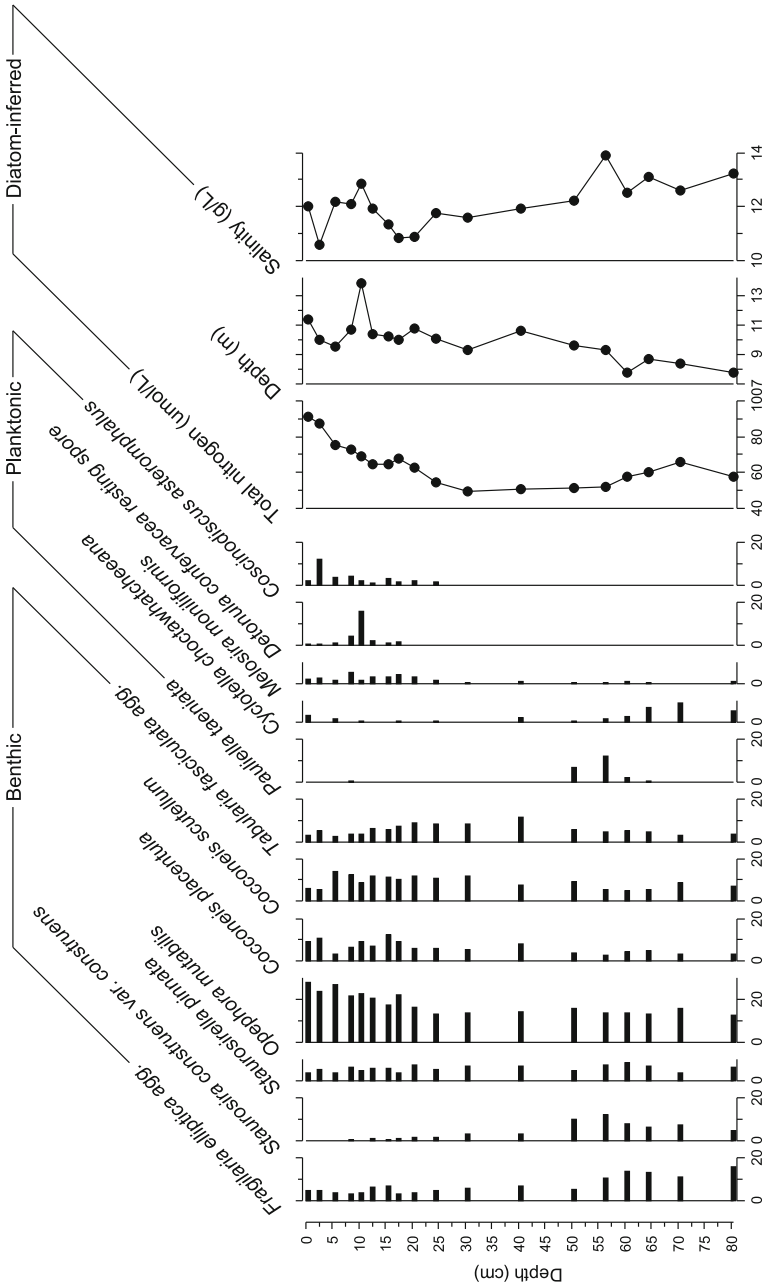 Benthic
Planktonic
Diatom-inferred
Fragilaria elliptica agg.
Staurosira construens var. construens
Staurosirella pinnata
Opephora mutabilis
Cocconeis placentula
Cocconeis scutellum
Tabularia fasciculata agg.
Pauliella taeniata
Cyclotella choctawhatcheeana
Melosira moniliformis
Detonula confervacea resting spore
Coscinodiscus asteromphalus
Total nitrogen (umol/L)
Depth (m)
Salinity (g/L)
Depth (cm)
0 5 10 15 20 25 30 35 40 45 50 55 60 65 70 75 80
0 20
0 20
0
0 20
0 20
0 20
0 20
0 20
0
0
0 20
0 20
40 60 80 100
7 9 11 13
10 12 14